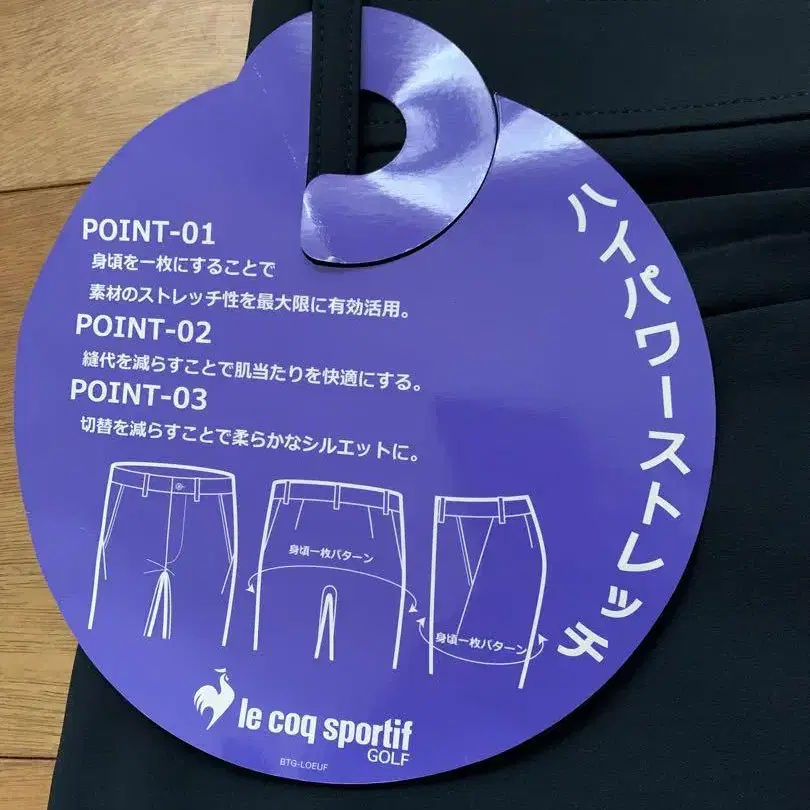 POINT-01
身頃を一枚にすることで
素材のストレッチ性を最大限に有効活用。
POINT-02
縫代を減らすことで肌当たりを快適にする。
POINT-03
切替を減らすことで柔らかなシルエットに。
ハイパワーストレッチ
身頃一枚パターン
身頃一枚パターン
le coq sportif
GOLF
BTG-LOEUF